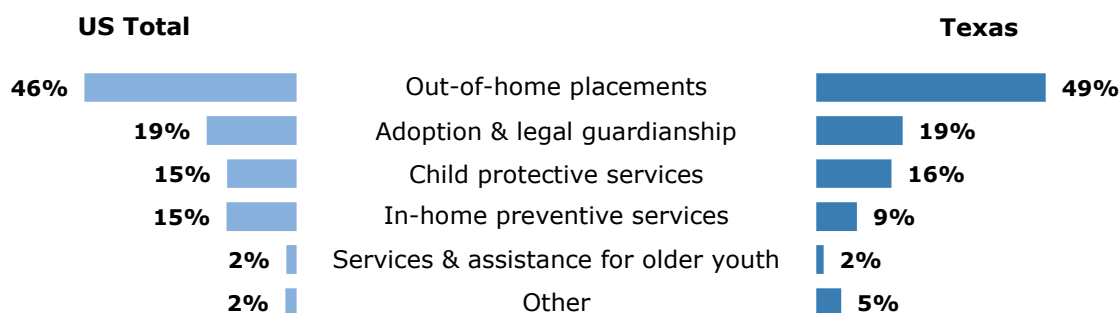 US Total Texas
46% Out-of-home placements 49%
19% Adoption & legal guardianship 19%
15% Child protective services 16%
15% In-home preventive services 9%
2% Services & assistance for older youth 2%
2% Other 5%